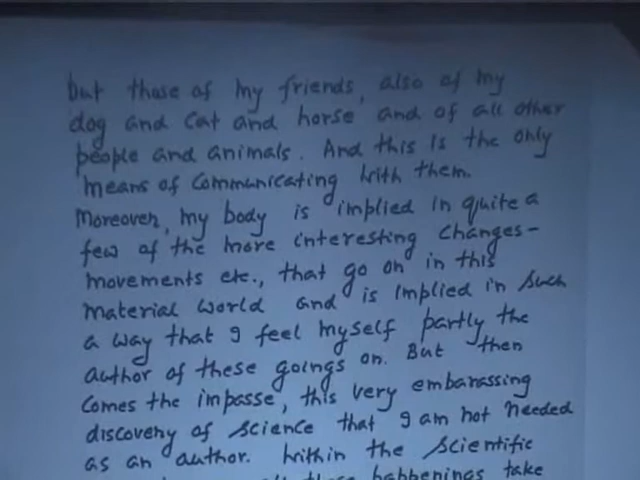 but those of my friends, also of my
dog and cat and horse and of all other
people and animals. And this is the only
means of communicating with them.
Moreover, my body is implied in quite a
few of the more interesting changes-
movements etc., that go on in this
material world and is implied in such
a way that I feel myself partly the
author of these goings on. But then
comes the impasse, this very embarassing
discovery of science that I am not needed
as an author. Within the scientific
happenings take